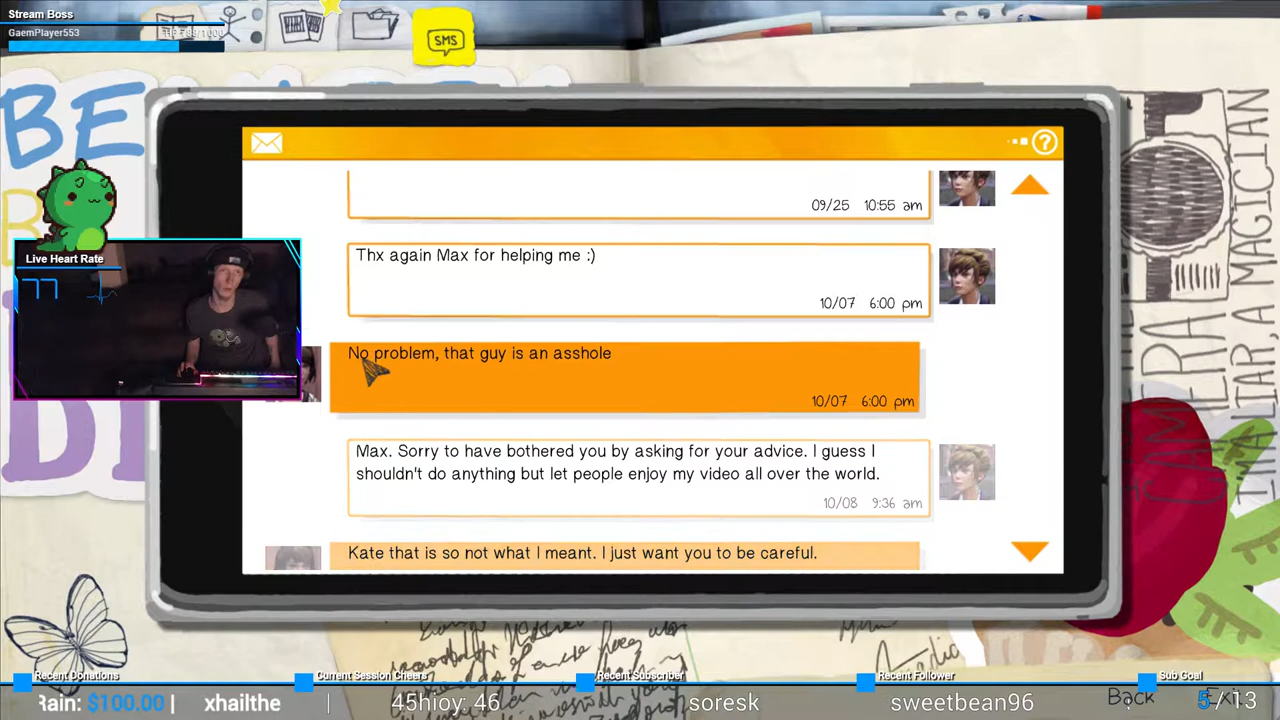 Stream Boss
GaemPlayer553
SMS
BE
Live Heart Rate
77
09/25 10:55 am
Thx again Max for helping me :)
10/07 6:00 pm
No problem, that guy is an asshole
10/07 6:00 pm
Max. Sorry to have bothered you by asking for your advice. I guess I
shouldn't do anything but let people enjoy my video all over the world.
10/08 9:36 am
Kate that is so not what I meant. I just want you to be careful.
MAGICIAN
Recent Donations
Current Session Cheers
Recent Subscriber
Recent Follower
Sub Goal
Rain: $100.00 |
xhailthe
|
45hioy: 46
soresk
sweetbean96
Back
5 / 13